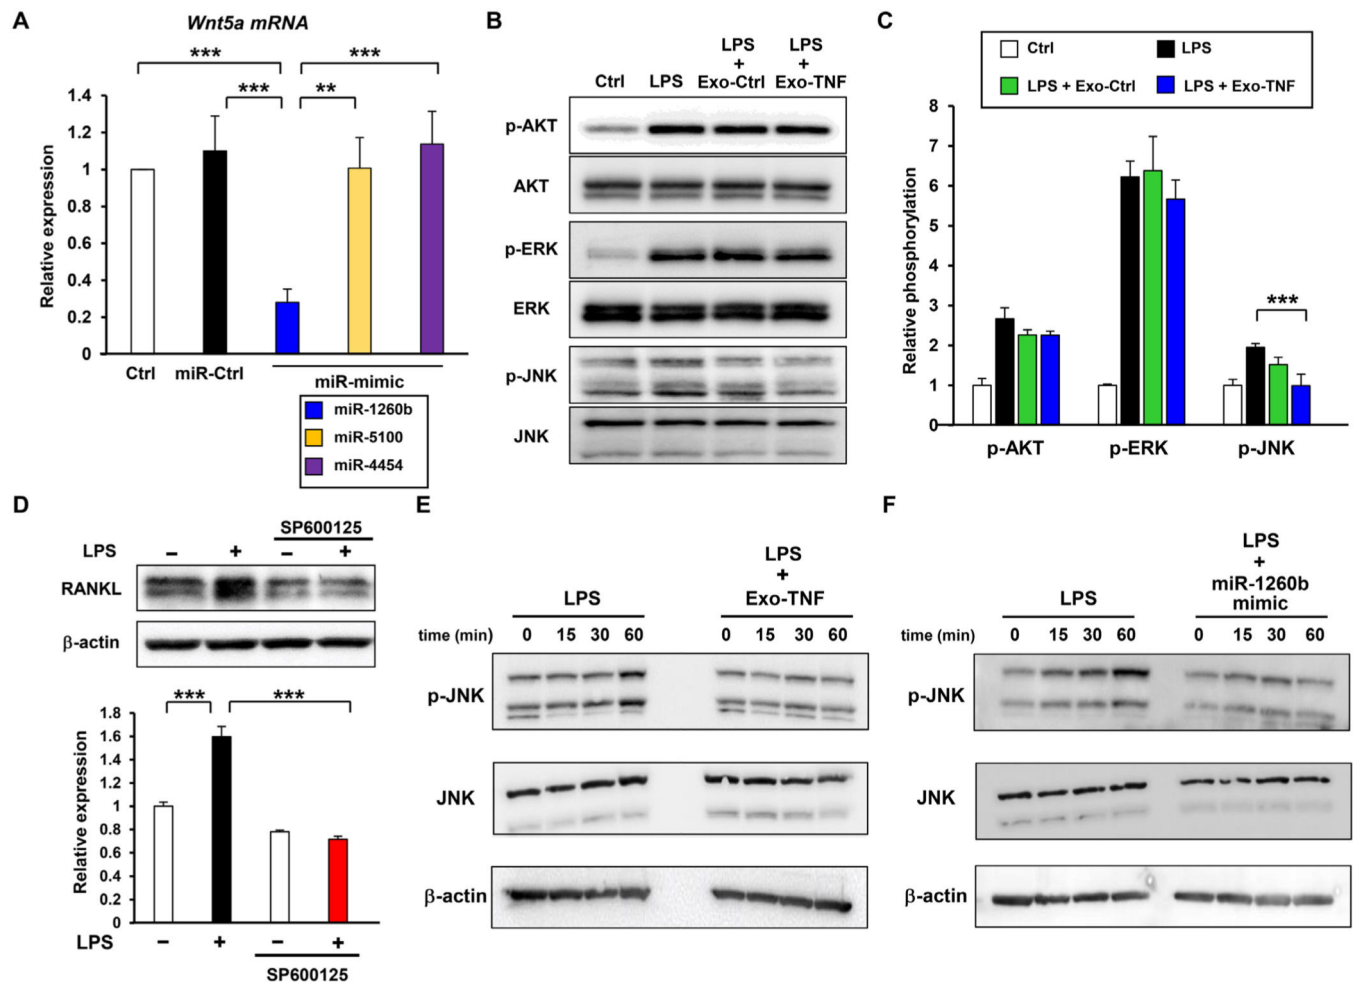 A
Wnt5a mRNA
***
***
***
**
Relative expression
1.4
1.2
1
0.8
0.6
0.4
0.2
0
Ctrl
miR-Ctrl
miR-mimic
miR-1260b
miR-5100
miR-4454
B
Ctrl
LPS
LPS
+
Exo-Ctrl
LPS
+
Exo-TNF
p-AKT
AKT
p-ERK
ERK
p-JNK
JNK
C
Ctrl
LPS
LPS + Exo-Ctrl
LPS + Exo-TNF
Relative phosphorylation
8
7
6
5
4
3
2
1
0
***
p-AKT
p-ERK
p-JNK
D
SP600125
LPS
–
+
–
+
RANKL
β-actin
***
***
Relative expression
1.8
1.6
1.4
1.2
1
0.8
0.6
0.4
0.2
0
LPS
–
+
–
+
SP600125
E
LPS
LPS
+
Exo-TNF
time (min)
0 15 30 60
0 15 30 60
p-JNK
JNK
β-actin
F
LPS
LPS
+
miR-1260b
mimic
time (min)
0 15 30 60
0 15 30 60
p-JNK
JNK
β-actin